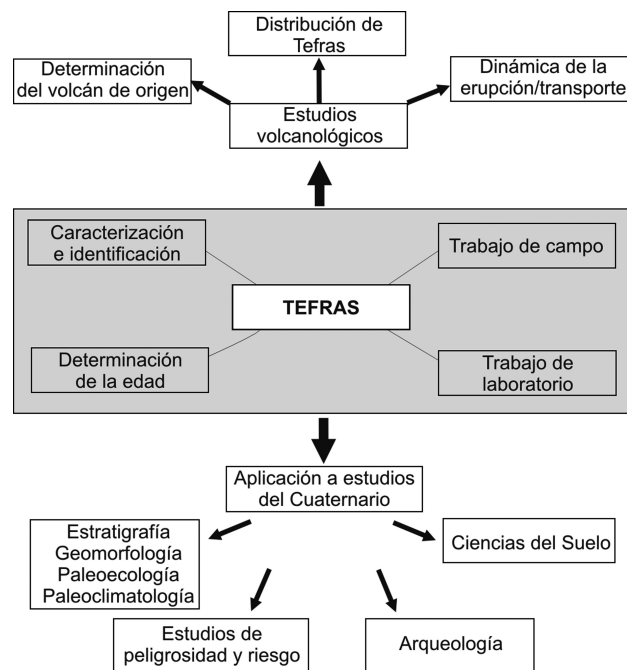 Distribución de
Tefras
Determinación
del volcán de origen
Dinámica de la
erupción/transporte
Estudios
volcanológicos
Caracterización
e identificación
Trabajo de campo
TEFRAS
Determinación
de la edad
Trabajo de
laboratorio
Aplicación a estudios
del Cuaternario
Estratigrafía
Geomorfología
Paleoecología
Paleoclimatología
Ciencias del Suelo
Estudios de
peligrosidad y riesgo
Arqueología